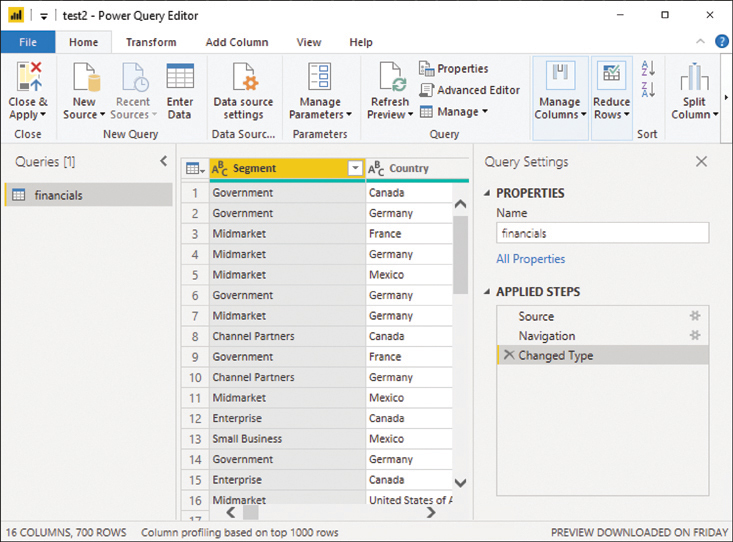 test2 - Power Query Editor
File Home Transform Add Column View Help
Close & Apply
New Source
Recent Sources
Enter Data
Data source settings
Manage Parameters
Refresh Preview
Properties
Advanced Editor
Manage
Manage Columns
Reduce Rows
A Z
Z A
Split Column
Close New Query Data Sourc... Parameters Query Sort
Queries [1]
financials
ABC Segment ABC Country
1 Government Canada
2 Government Germany
3 Midmarket France
4 Midmarket Germany
5 Midmarket Mexico
6 Government Germany
7 Midmarket Germany
8 Channel Partners Canada
9 Government France
10 Channel Partners Germany
11 Midmarket Mexico
12 Enterprise Canada
13 Small Business Mexico
14 Government Germany
15 Enterprise Canada
16 Midmarket United States of A
17
Query Settings
PROPERTIES
Name
financials
All Properties
APPLIED STEPS
Source
Navigation
Changed Type
16 COLUMNS, 700 ROWS Column profiling based on top 1000 rows PREVIEW DOWNLOADED ON FRIDAY